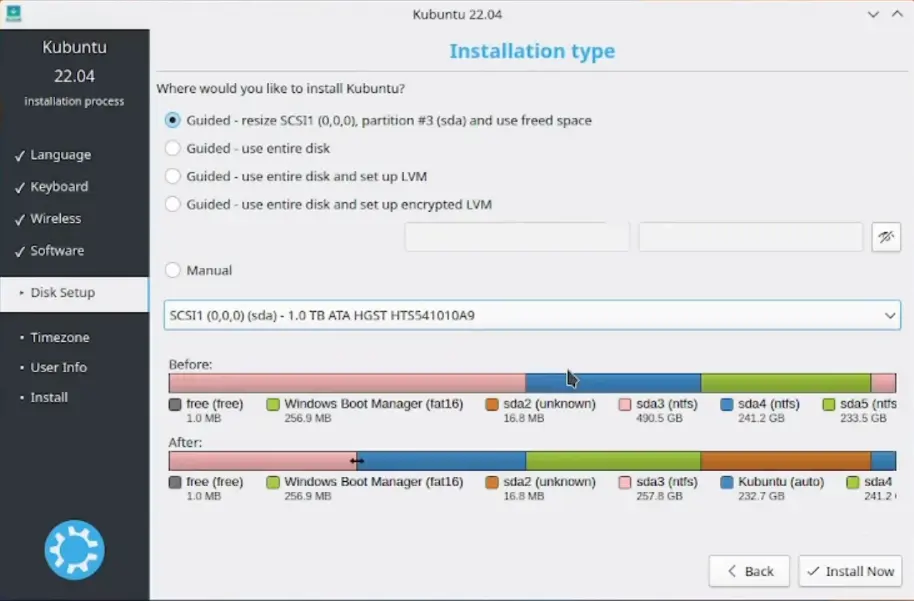 Kubuntu 22.04
Kubuntu
22.04
installation process
Language
Keyboard
Wireless
Software
Disk Setup
Timezone
User Info
Install
Installation type
Where would you like to install Kubuntu?
Guided - resize SCSI1 (0,0,0), partition #3 (sda) and use freed space
Guided - use entire disk
Guided - use entire disk and set up LVM
Guided - use entire disk and set up encrypted LVM
Manual
SCSI1 (0,0,0) (sda) - 1.0 TB ATA HGST HTS541010A9
Before:
free (free) Windows Boot Manager (fat16) sda2 (unknown) sda3 (ntfs) sda4 (ntfs) sda5 (ntfs
1.0 MB 256.9 MB 16.8 MB 490.5 GB 241.2 GB 233.5 GB
After:
free (free) Windows Boot Manager (fat16) sda2 (unknown) sda3 (ntfs) Kubuntu (auto) sda4
1.0 MB 256.9 MB 16.8 MB 257.8 GB 232.7 GB 241.2
Back Install Now